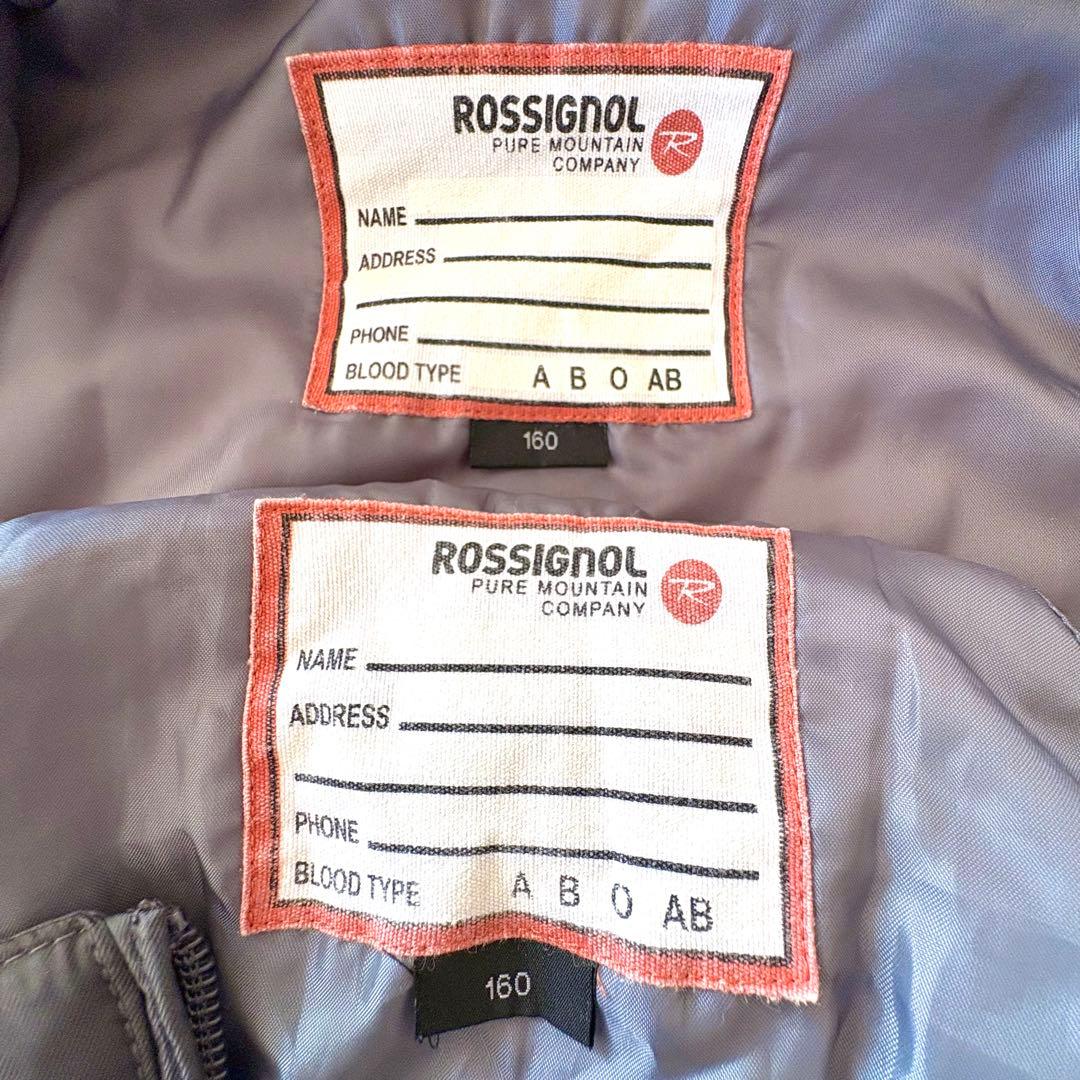 ROSSIGNOL
PURE MOUNTAIN
COMPANY
R
NAME
ADDRESS
PHONE
BLOOD TYPE A B O AB
160
ROSSIGNOL
PURE MOUNTAIN
COMPANY
R
NAME
ADDRESS
PHONE
BLOOD TYPE A B O AB
160